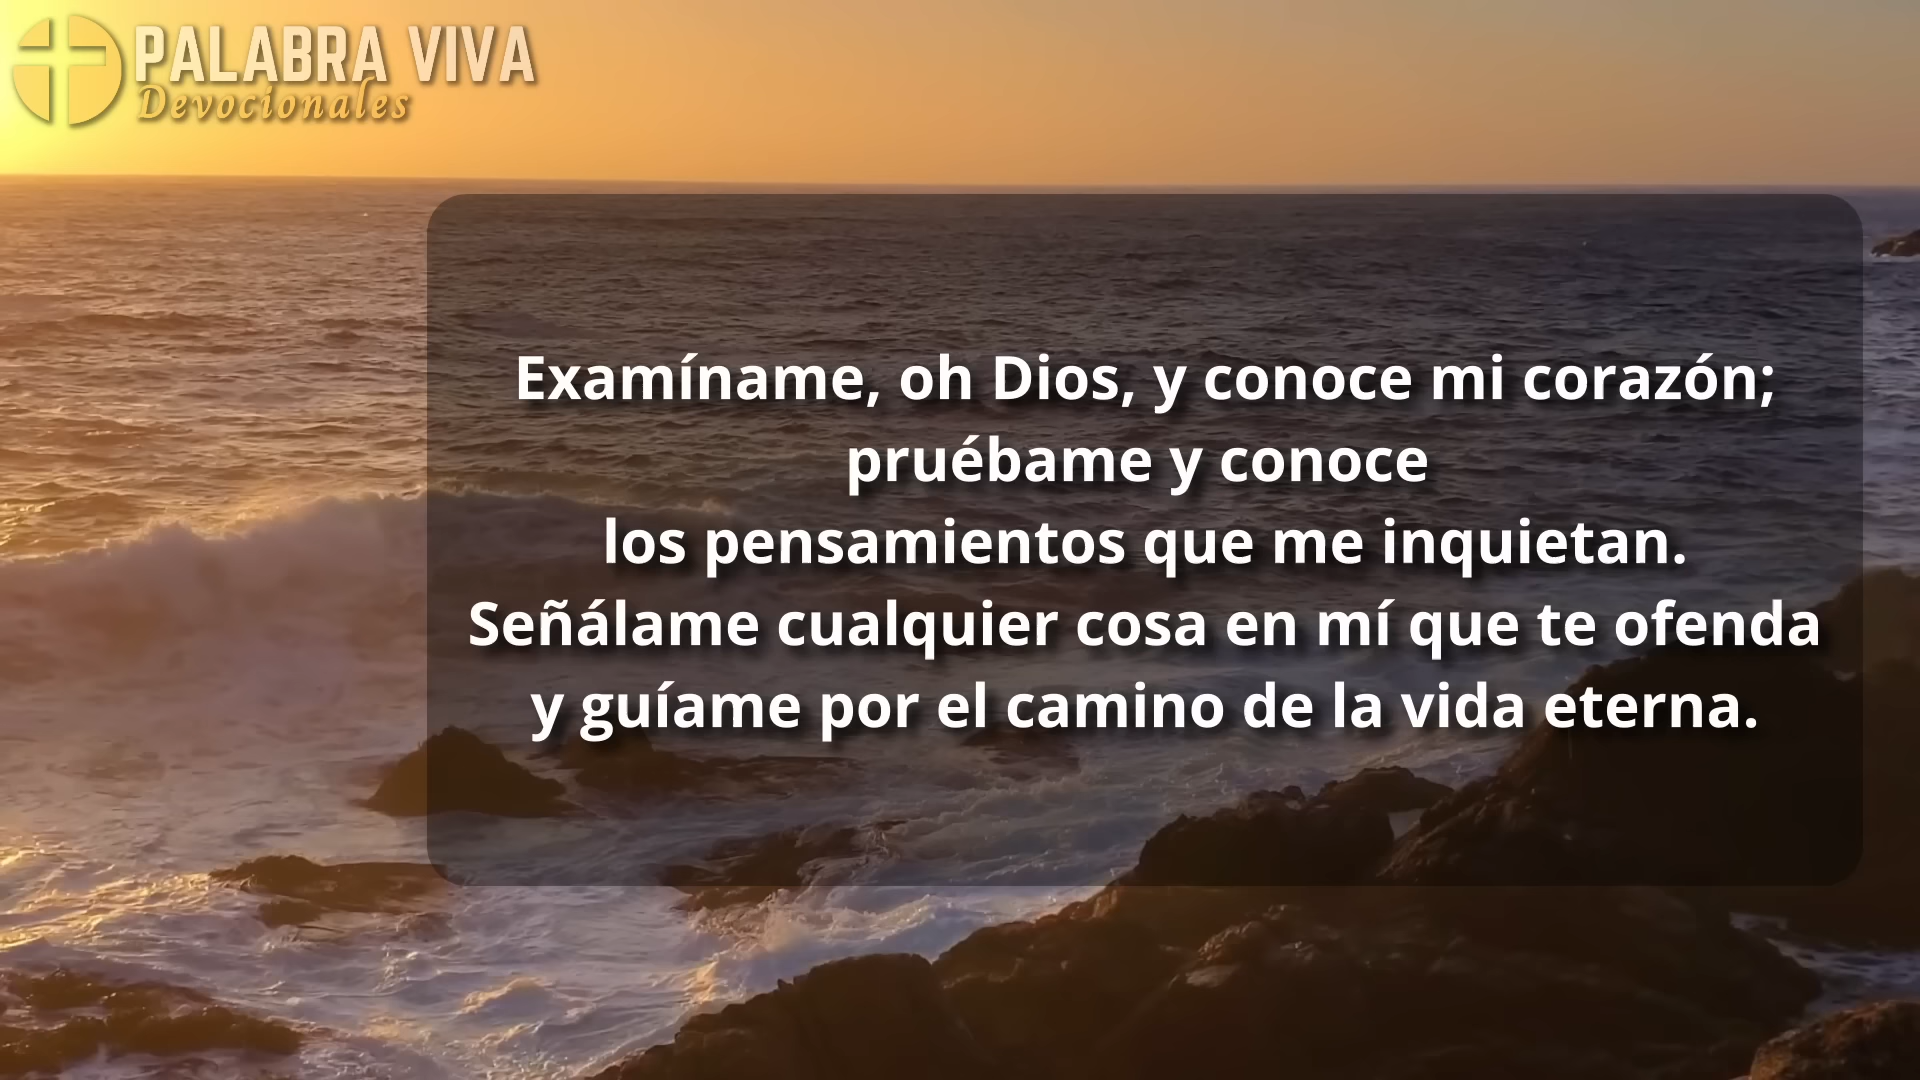 PALABRA VIVA
Devocionales
Examíname, oh Dios, y conoce mi corazón;
pruébame y conoce
los pensamientos que me inquietan.
Señálame cualquier cosa en mí que te ofenda
y guíame por el camino de la vida eterna.